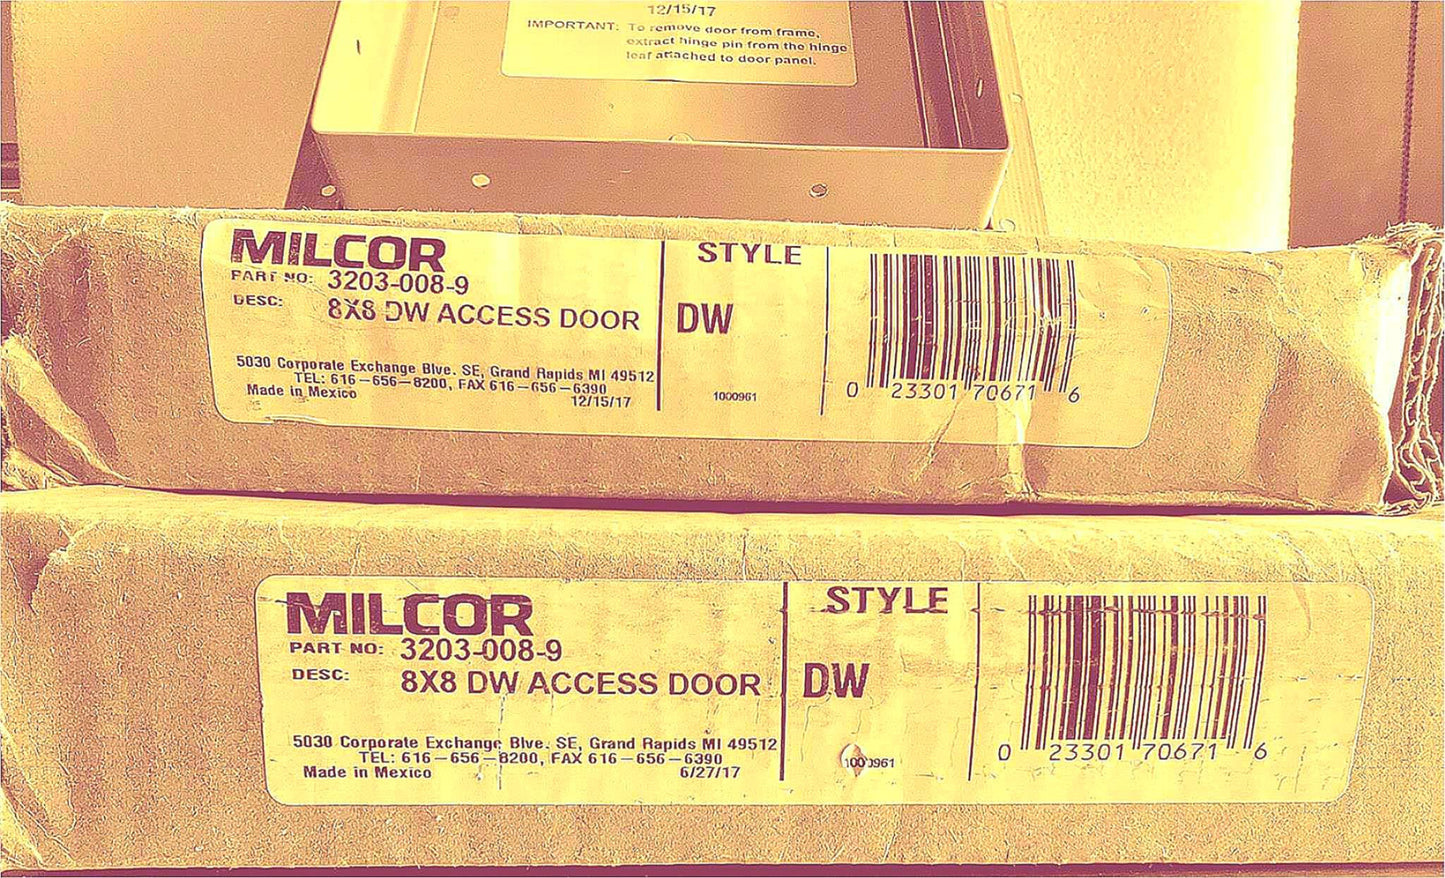 12/15/17
IMPORTANT: To remove door from frame,
extract hinge pin from the hinge
leaf attached to door panel.
MILCOR
PART NO: 3203-008-9
DESC: 8X8 DW ACCESS DOOR
5030 Corporate Exchange Blve. SE, Grand Rapids MI 49512
TEL: 616-656-8200, FAX 616-656-6390
Made in Mexico
12/15/17
STYLE
DW
1000961
0 23301 70671 6
MILCOR
PART NO: 3203-008-9
DESC: 8X8 DW ACCESS DOOR
5030 Corporate Exchange Blve. SE, Grand Rapids MI 49512
TEL: 616-656-8200, FAX 616-656-6390
Made in Mexico 6/27/17
STYLE
DW
1000961
0 23301 70671 6